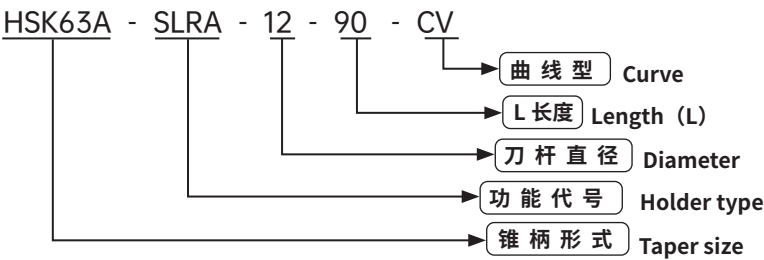 HSK63A - SLRA - 12 - 90 - CV
曲线型 Curve
L 长度 Length（L）
刀杆直径 Diameter
功能代号 Holder type
锥柄形式 Taper size